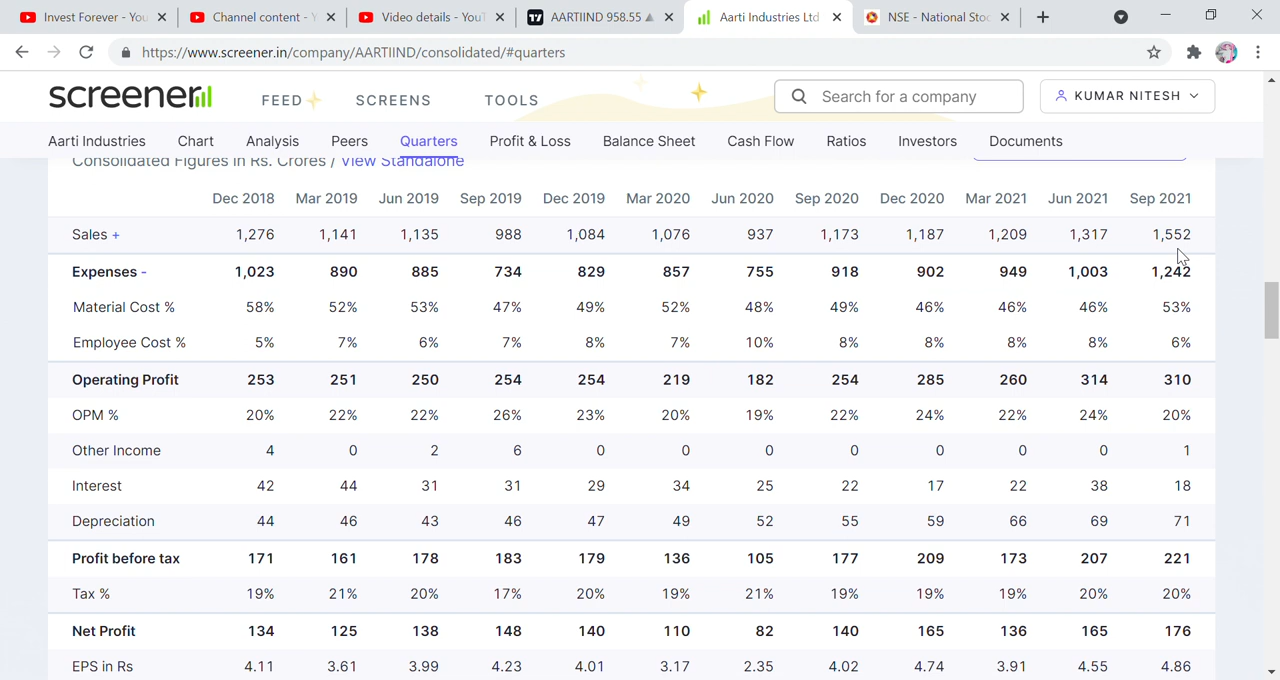 Invest Forever - You
Channel content - Y
Video details - YouT
AARTIIND 958.55
Aarti Industries Ltd
NSE - National Stoc
https://www.screener.in/company/AARTIIND/consolidated/#quarters
screener
FEED
SCREENS
TOOLS
Search for a company
KUMAR NITESH
Aarti Industries Chart Analysis Peers Quarters Profit & Loss Balance Sheet Cash Flow Ratios Investors Documents
Consolidated Figures in Rs. Crores / View Standalone
Dec 2018 Mar 2019 Jun 2019 Sep 2019 Dec 2019 Mar 2020 Jun 2020 Sep 2020 Dec 2020 Mar 2021 Jun 2021 Sep 2021
Sales + 1,276 1,141 1,135 988 1,084 1,076 937 1,173 1,187 1,209 1,317 1,552
Expenses - 1,023 890 885 734 829 857 755 918 902 949 1,003 1,242
Material Cost % 58% 52% 53% 47% 49% 52% 48% 49% 46% 46% 46% 53%
Employee Cost % 5% 7% 6% 7% 8% 7% 10% 8% 8% 8% 8% 6%
Operating Profit 253 251 250 254 254 219 182 254 285 260 314 310
OPM % 20% 22% 22% 26% 23% 20% 19% 22% 24% 22% 24% 20%
Other Income 4 0 2 6 0 0 0 0 0 0 0 1
Interest 42 44 31 31 29 34 25 22 17 22 38 18
Depreciation 44 46 43 46 47 49 52 55 59 66 69 71
Profit before tax 171 161 178 183 179 136 105 177 209 173 207 221
Tax % 19% 21% 20% 17% 20% 19% 21% 19% 19% 19% 20% 20%
Net Profit 134 125 138 148 140 110 82 140 165 136 165 176
EPS in Rs 4.11 3.61 3.99 4.23 4.01 3.17 2.35 4.02 4.74 3.91 4.55 4.86